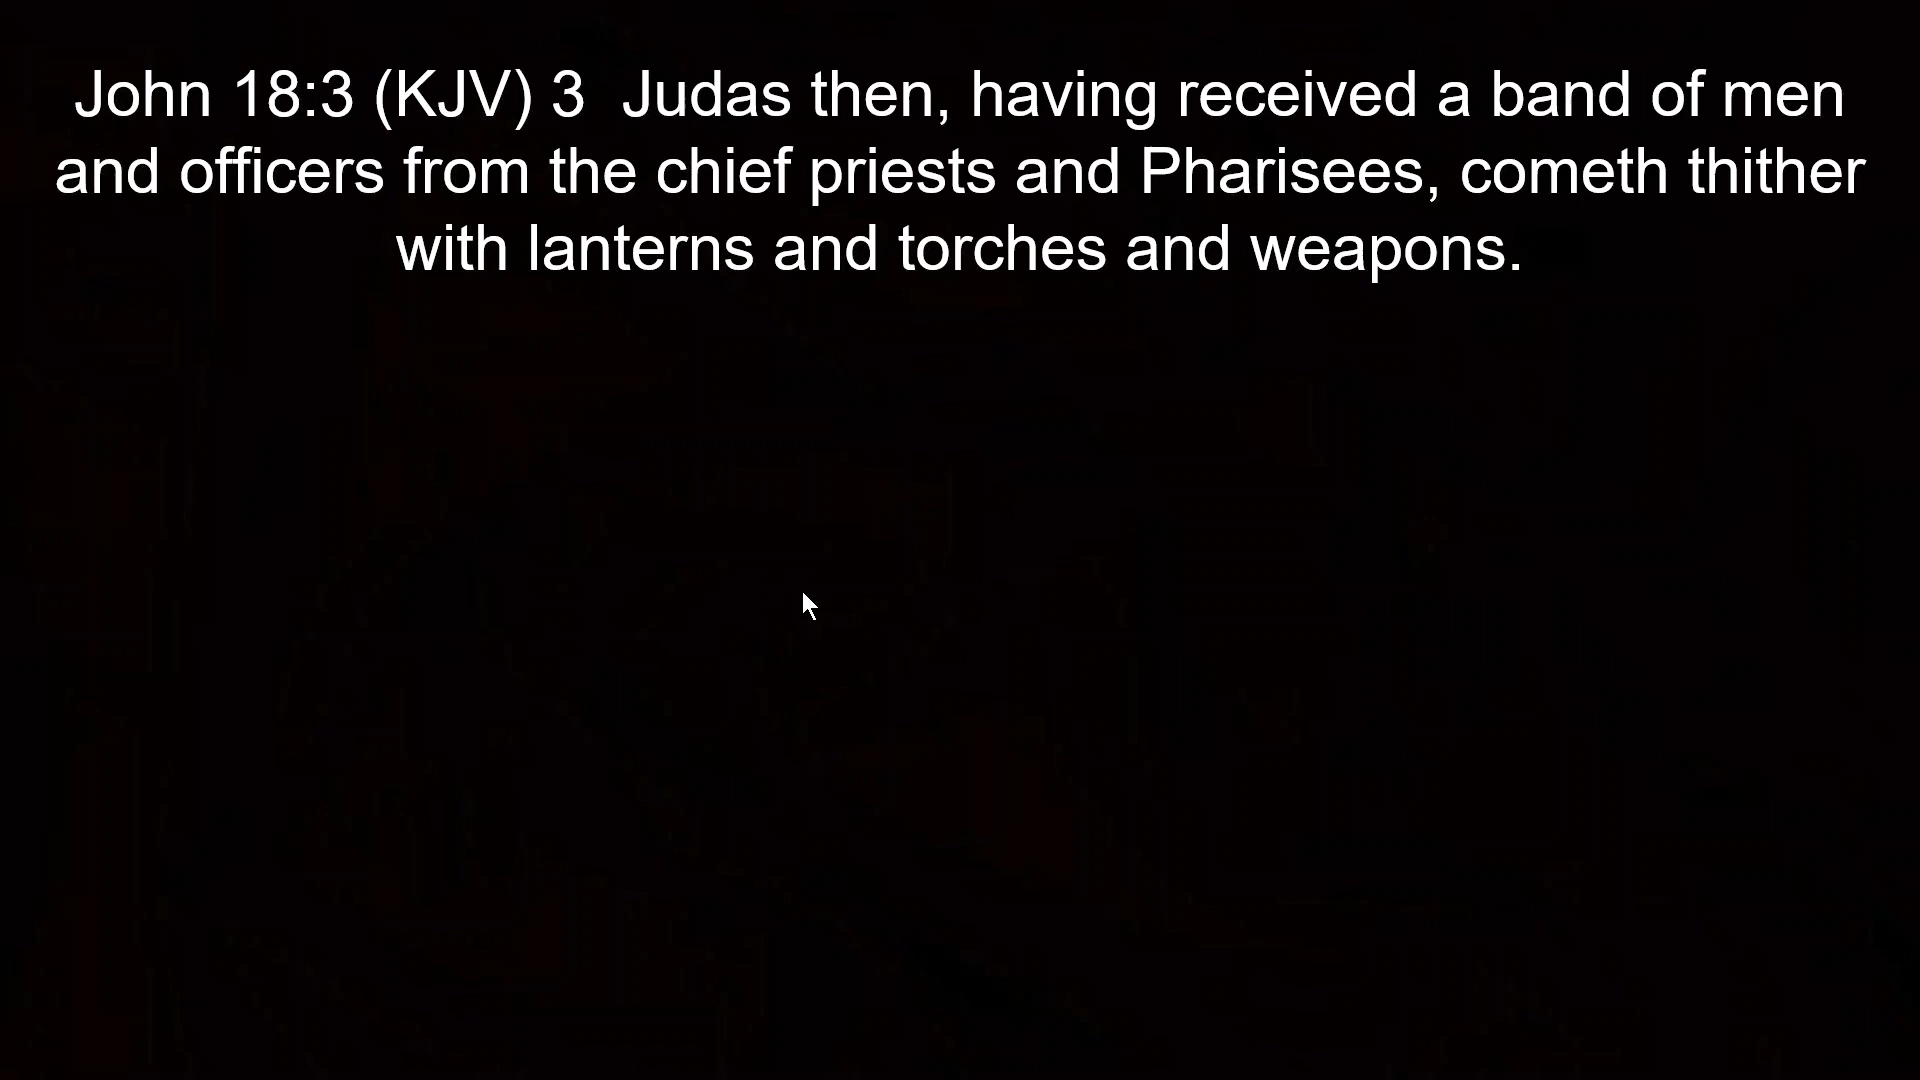 John 18:3 (KJV) 3  Judas then, having received a band of men
and officers from the chief priests and Pharisees, cometh thither
with lanterns and torches and weapons.